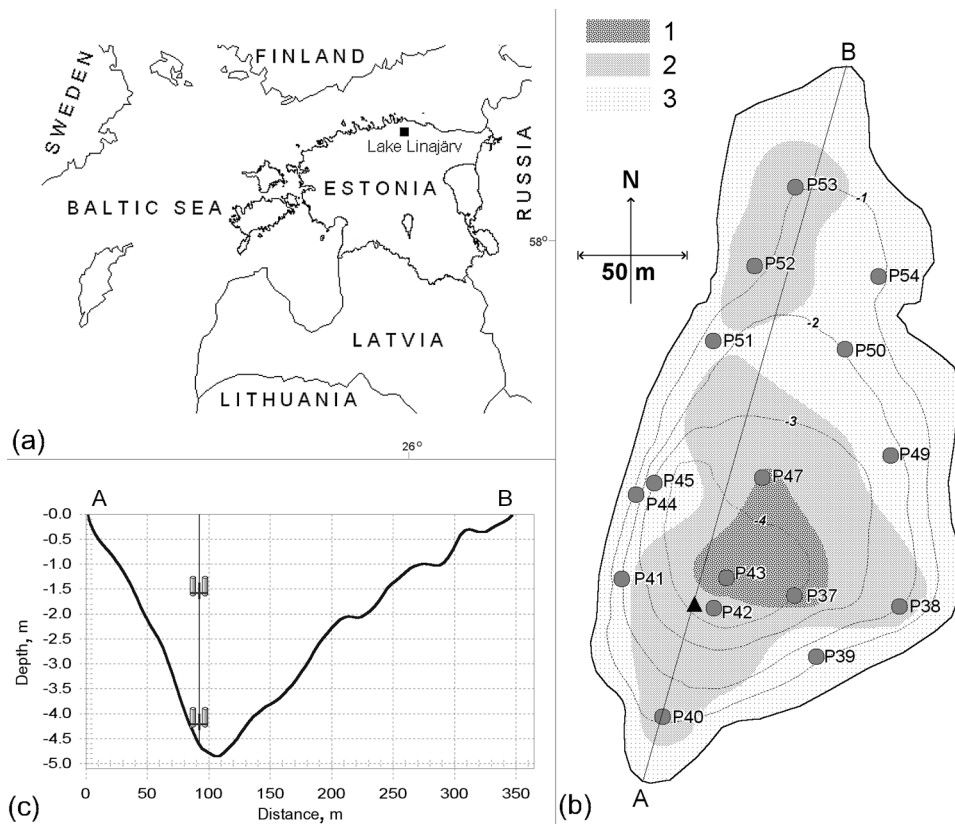 SWEDEN
FINLAND
RUSSIA
Lake Linajärv
ESTONIA
BALTIC SEA
58°
LATVIA
LITHUANIA
(a)
26°
A
B
-0.0
-0.5
-1.0
-1.5
-2.0
-2.5
-3.0
-3.5
-4.0
-4.5
-5.0
Depth, m
0
50
100
150
200
250
300
350
Distance, m
(c)
1
2
3
B
N
50 m
P53
-1
P52
P54
-2
P51
P50
-3
P49
P47
P45
P44
-4
P43
P41
P37
P42
P38
P39
P40
A
(b)